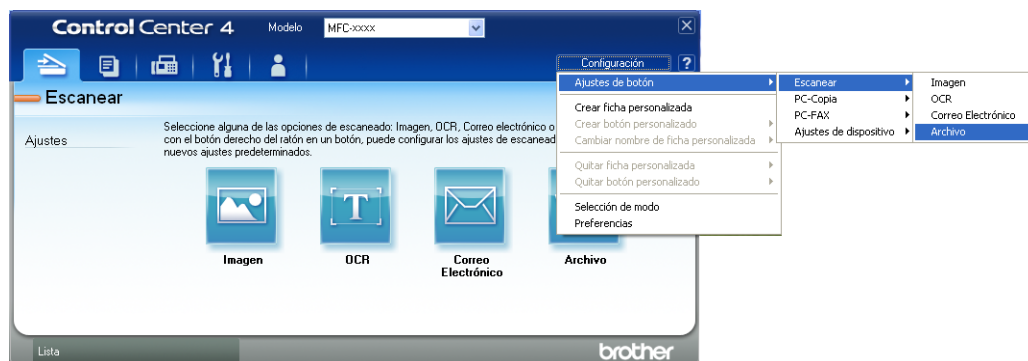 Control Center 4
Modelo
MFC-xxxx
Configuración
?
Escanear
Ajustes
Seleccione alguna de las opciones de escaneado: Imagen, OCR, Correo electrónico o
con el botón derecho del ratón en un botón, puede configurar los ajustes de escanead
nuevos ajustes predeterminados.
Imagen
OCR
Correo
Electrónico
Archivo
Ajustes de botón
Crear ficha personalizada
Crear botón personalizado
Cambiar nombre de ficha personalizada
Quitar ficha personalizada
Quitar botón personalizado
Selección de modo
Preferencias
Escanear
PC-Copia
PC-FAX
Ajustes de dispositivo
Imagen
OCR
Correo Electrónico
Archivo
Lista
brother